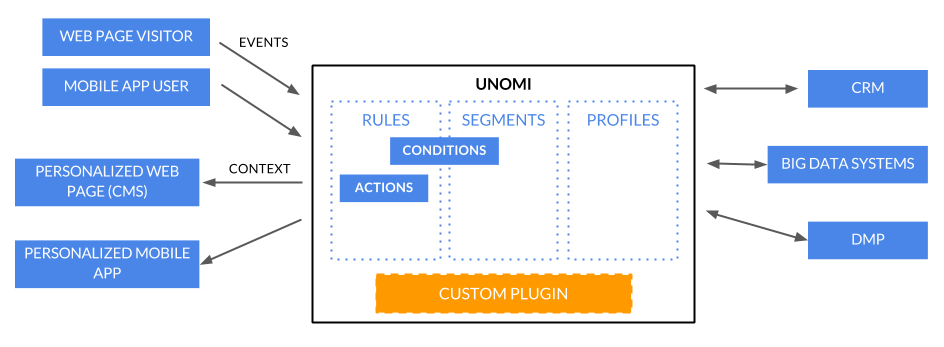 WEB PAGE VISITOR
EVENTS
MOBILE APP USER
UNOMI
CRM
RULES
SEGMENTS
PROFILES
CONDITIONS
CONTEXT
PERSONALIZED WEB
PAGE (CMS)
BIG DATA SYSTEMS
ACTIONS
PERSONALIZED MOBILE
APP
DMP
CUSTOM PLUGIN